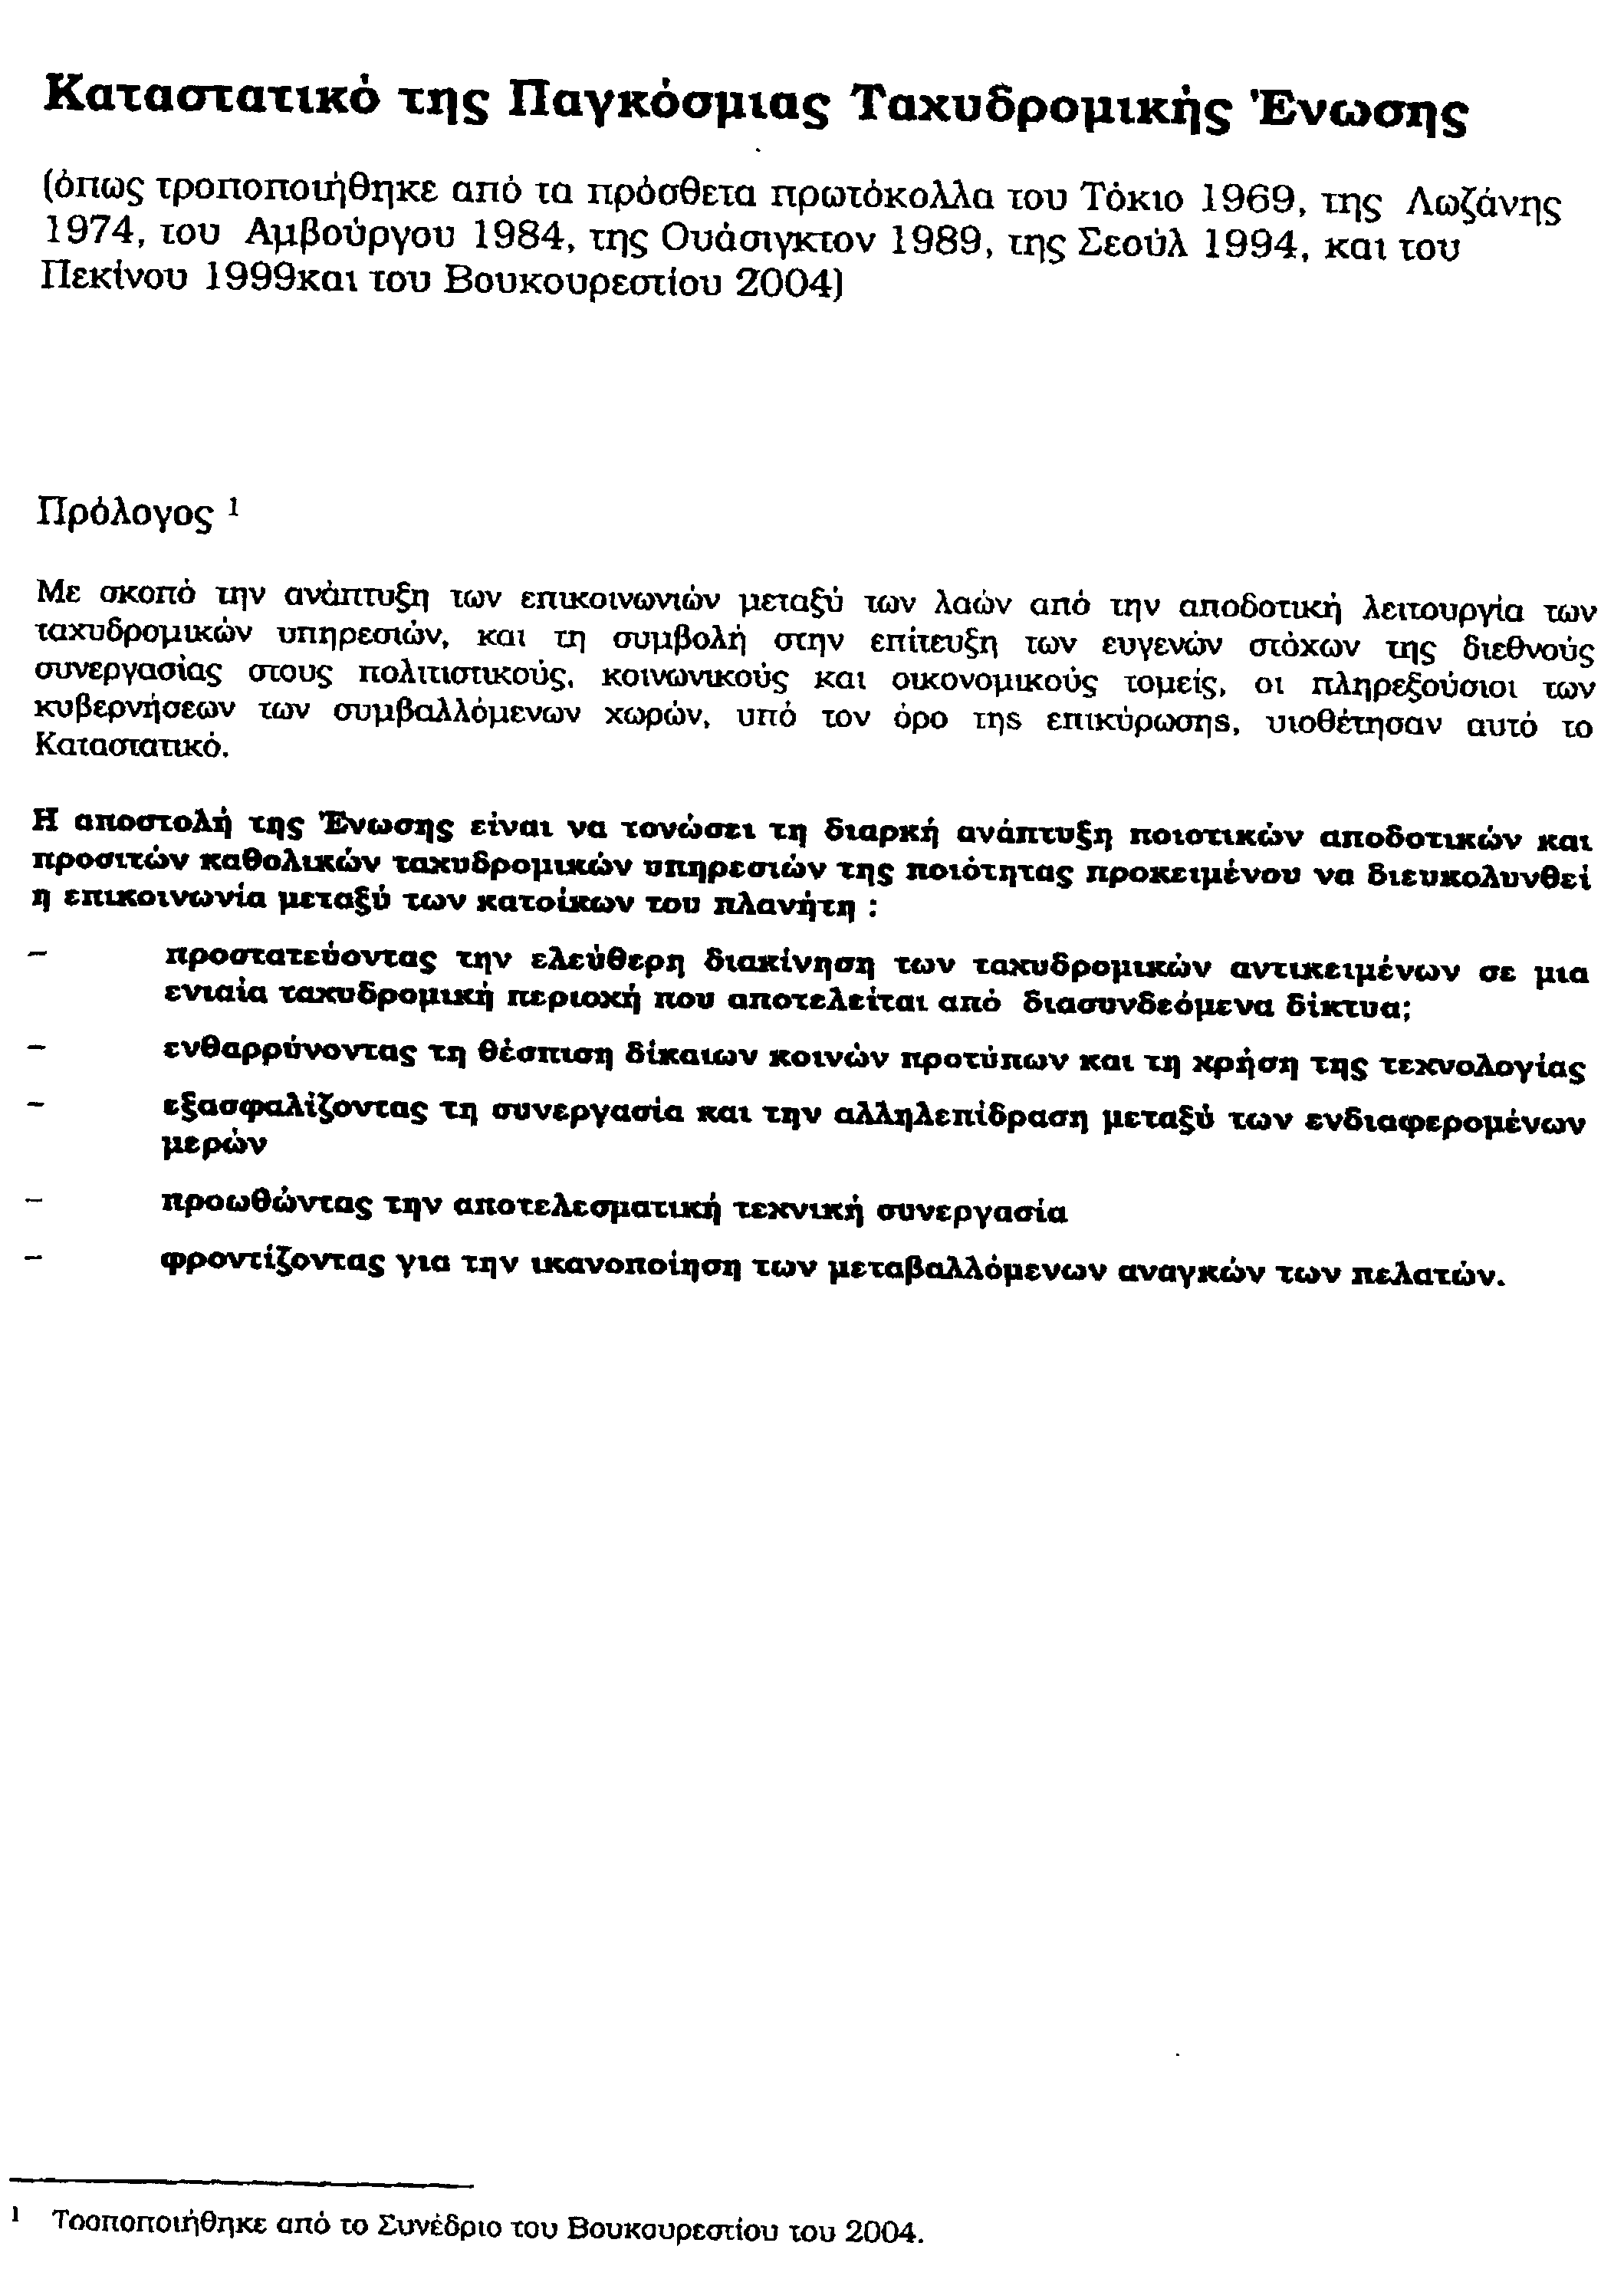 Καταστατικό της Παγκόσμιας Ταχυδρομικής Ένωσης
(όπως τροποποιήθηκε από τα πρόσθετα πρωτόκολλα του Τόκιο 1969, της Λωζάνης
1974, του Αμβούργου 1984, της Ουάσιγκτον 1989, της Σεούλ 1994, και του
Πεκίνου 1999και του Βουκουρεστίου 2004)
Πρόλογος 1
Με σκοπό την ανάπτυξη των επικοινωνιών μεταξύ των λαών από την αποδοτική λειτουργία των
ταχυδρομικών υπηρεσιών, και τη συμβολή στην επίτευξη των ευγενών στόχων της διεθνούς
συνεργασίας στους πολιτιστικούς, κοινωνικούς και οικονομικούς τομείς, οι πληρεξούσιοι των
κυβερνήσεων των συμβαλλόμενων χωρών, υπό τον όρο τηs επικύρωσηs, υιοθέτησαν αυτό το
Καταστατικό.
Η αποστολή της Ένωσης είναι να τονώσει τη διαρκή ανάπτυξη ποιοτικών αποδοτικών και
προσιτών καθολικών ταχυδρομικών υπηρεσιών της ποιότητας προκειμένου να διευκολυνθεί
η επικοινωνία μεταξύ των κατοίκων του πλανήτη :
– προστατεύοντας την ελεύθερη διακίνηση των ταχυδρομικών αντικειμένων σε μια
ενιαία ταχυδρομική περιοχή που αποτελείται από διασυνδεόμενα δίκτυα;
– ενθαρρύνοντας τη θέσπιση δίκαιων κοινών προτύπων και τη χρήση της τεχνολογίας
– εξασφαλίζοντας τη συνεργασία και την αλληλεπίδραση μεταξύ των ενδιαφερομένων
μερών
– προωθώντας την αποτελεσματική τεχνική συνεργασία
– φροντίζοντας για την ικανοποίηση των μεταβαλλόμενων αναγκών των πελατών.
1 Τροποποιήθηκε από το Συνέδριο του Βουκουρεστίου του 2004.